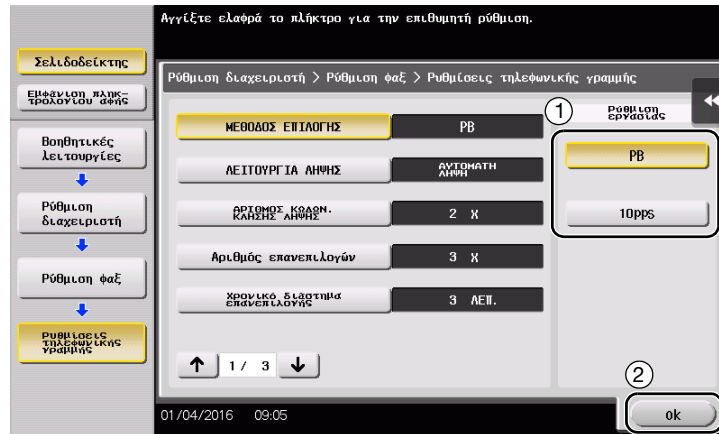 Αγγίξτε ελαφρά το πλήκτρο για την επιθυμητή ρύθμιση.
Σελιδοδείκτης
Εμφάνιση πληκ-
τρολογίου αφής
Βοηθητικές
λειτουργίες
Ρύθμιση
διαχειριστή
Ρύθμιση φαξ
Ρυθμίσεις
τηλεφωνικής
γραμμής
Ρύθμιση διαχειριστή > Ρύθμιση φαξ > Ρυθμίσεις τηλεφωνικής γραμμής
ΜΕΘΟΔΟΣ ΕΠΙΛΟΓΗΣ
PB
ΛΕΙΤΟΥΡΓΙΑ ΛΗΨΗΣ
ΑΥΤΟΜΑΤΗ
ΛΗΨΗ
ΑΡΙΘΜΟΣ ΚΩΔΩΝ.
ΚΛΗΣΗΣ ΛΗΨΗΣ
2 X
Αριθμός επανεπιλογών
3 X
Χρονικό διάστημα
επανεπιλογής
3 ΛΕΠ.
1/ 3
1
Ρύθμιση
εργασίας
PB
10pps
2
ok
01/04/2016 09:05